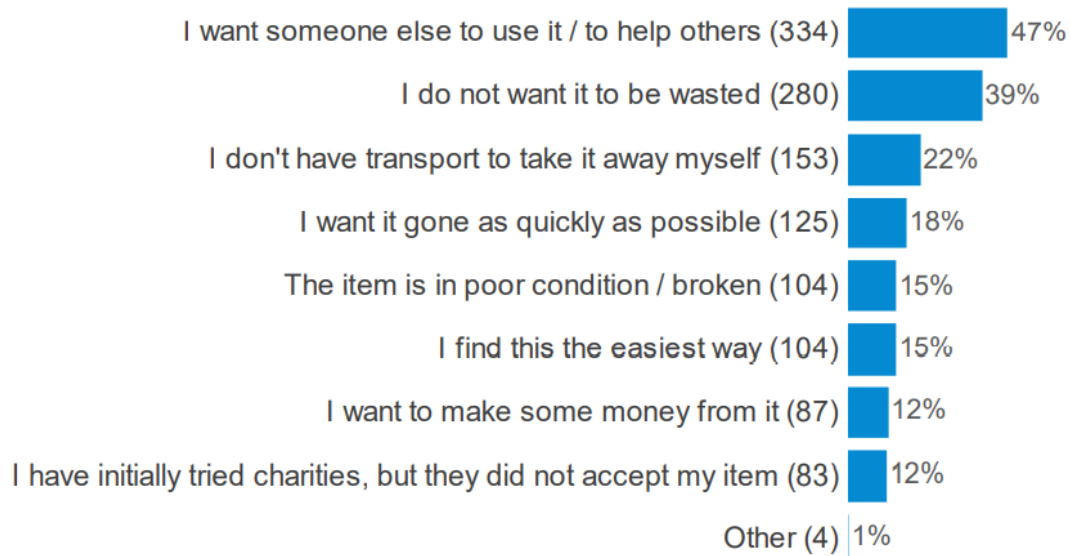 I want someone else to use it / to help others (334) 47%
I do not want it to be wasted (280) 39%
I don't have transport to take it away myself (153) 22%
I want it gone as quickly as possible (125) 18%
The item is in poor condition / broken (104) 15%
I find this the easiest way (104) 15%
I want to make some money from it (87) 12%
I have initially tried charities, but they did not accept my item (83) 12%
Other (4) 1%